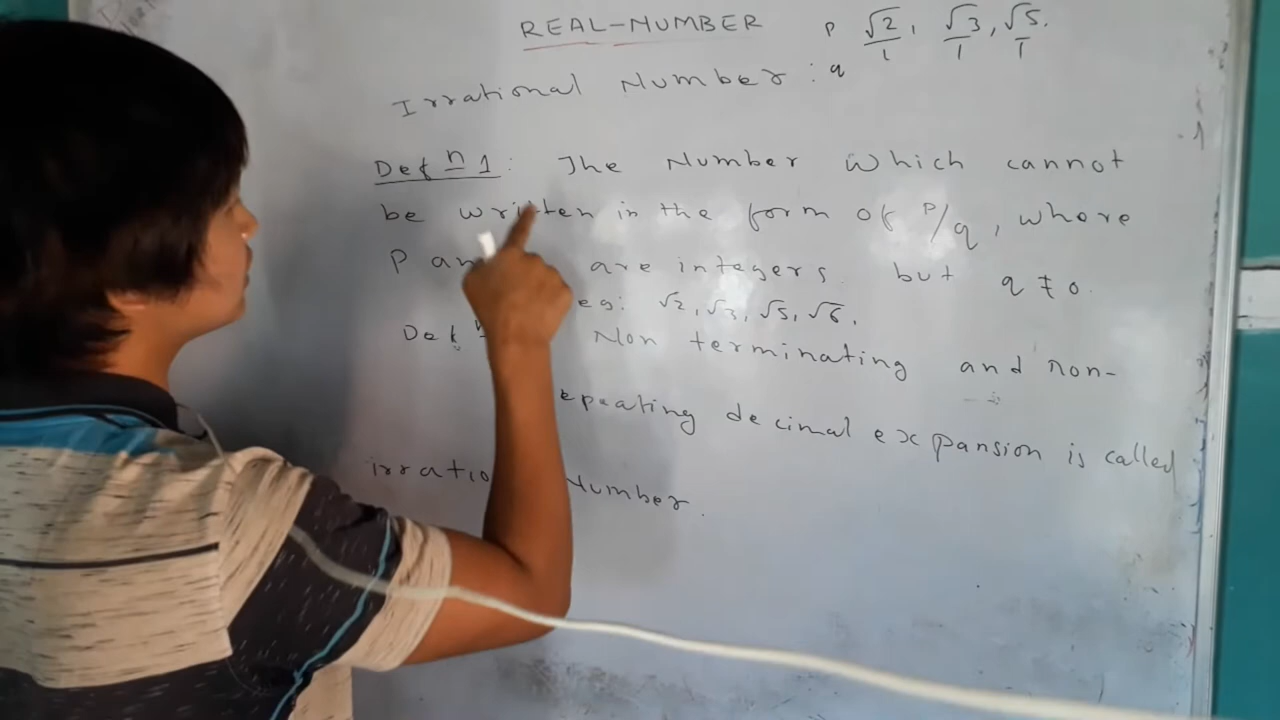 REAL-NUMBER P √2/1, √3/1, √5/1.
Irrational Number : q
Defn 1: The Number which cannot
be written in the form of P/q, where
P are integers but q ≠ 0.
eg: √2, √3, √5, √6.
Non terminating and non-
epeating decimal expansion is called
Number.